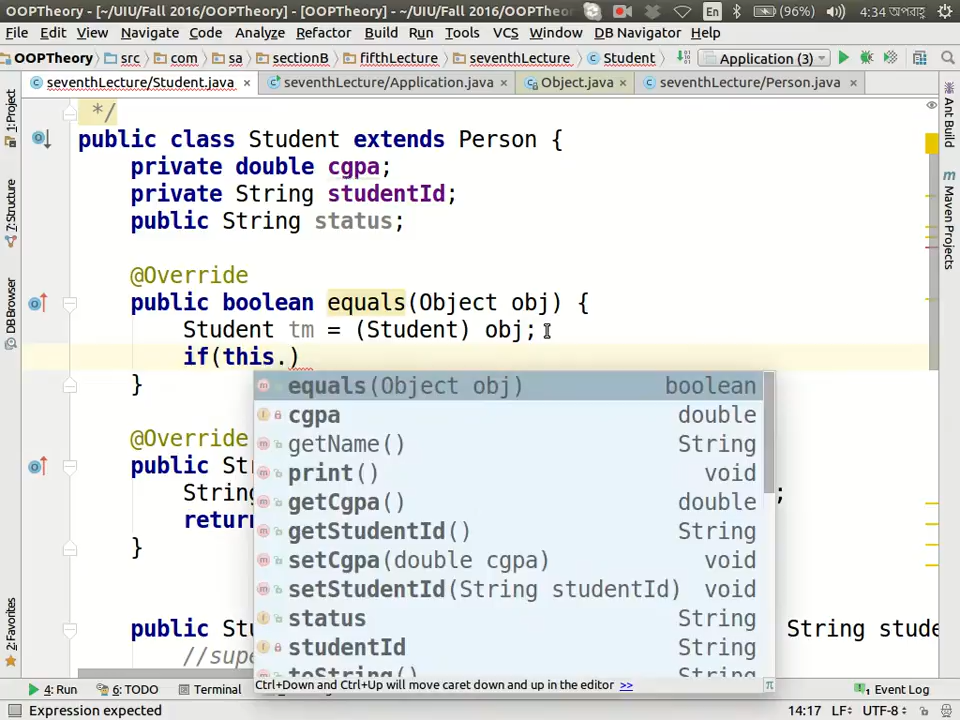 OOPTheory - [~/UIU/Fall 2016/OOPTheory] - [OOPTheory] - ~/UIU/Fall 2016/OOPTheor
En (96%) 4:34 অপরাহ্ণ
File Edit View Navigate Code Analyze Refactor Build Run Tools VCS Window DB Navigator Help
OOPTheory src com sa sectionB fifthLecture seventhLecture Student Application (3)
seventhLecture/Student.java seventhLecture/Application.java Object.java seventhLecture/Person.java
1: Project
7: Structure
DB Browser
2: Favorites
*/
public class Student extends Person {
private double cgpa;
private String studentId;
public String status;
@Override
public boolean equals(Object obj) {
Student tm = (Student) obj;
if(this.)
}
equals(Object obj) boolean
cgpa double
getName() String
print() void
getCgpa() double
getStudentId() String
setCgpa(double cgpa) void
setStudentId(String studentId) void
status String
studentId String
toString() String
Ctrl+Down and Ctrl+Up will move caret down and up in the editor >> π
@Override
public Str
String ;
return
}
public Stu String stude
//supe
Ant Build
m Maven Projects
4: Run 6: TODO Terminal 1 Event Log
Expression expected 14:17 LF÷ UTF-8÷